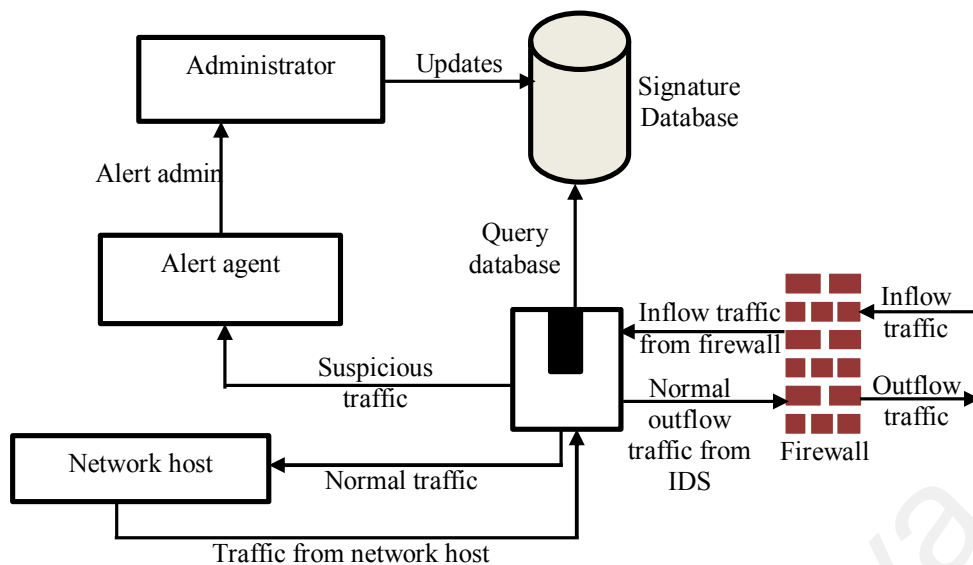 Administrator
Updates
Signature
Database
Alert admin
Alert agent
Query
database
Inflow traffic
from firewall
Inflow
traffic
Suspicious
traffic
Normal
outflow
traffic from
IDS
Outflow
traffic
Firewall
Network host
Normal traffic
Traffic from network host
va